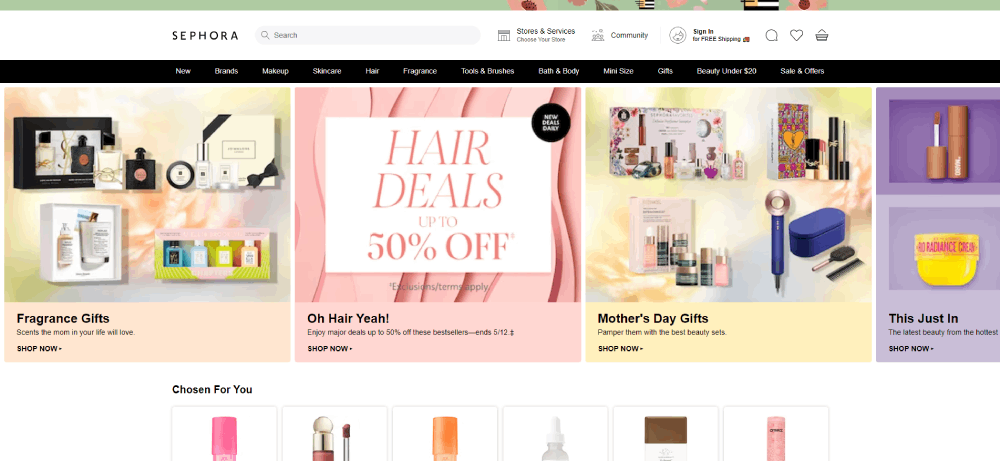 SEPHORA
Search
Stores & Services
Choose Your Store
Community
Sign In
for FREE Shipping
New Brands Makeup Skincare Hair Fragrance Tools & Brushes Bath & Body Mini Size Gifts Beauty Under $20 Sale & Offers
NEW
DEALS
DAILY
HAIR
DEALS
UP TO
50% OFF*
*Exclusions/terms apply.
RADIANCE CREAM
Fragrance Gifts
Scents the mom in your life will love.
SHOP NOW ▸
Oh Hair Yeah!
Enjoy major deals up to 50% off these bestsellers—ends 5/12.‡
SHOP NOW ▸
Mother's Day Gifts
Pamper them with the best beauty sets.
SHOP NOW ▸
This Just In
The latest beauty from the hottest
SHOP NOW ▸
Chosen For You